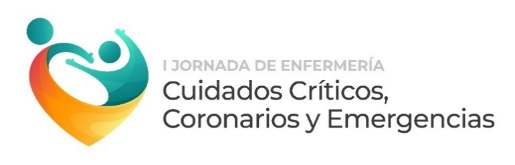 I JORNADA DE ENFERMERÍA
Cuidados Críticos,
Coronarios y Emergencias